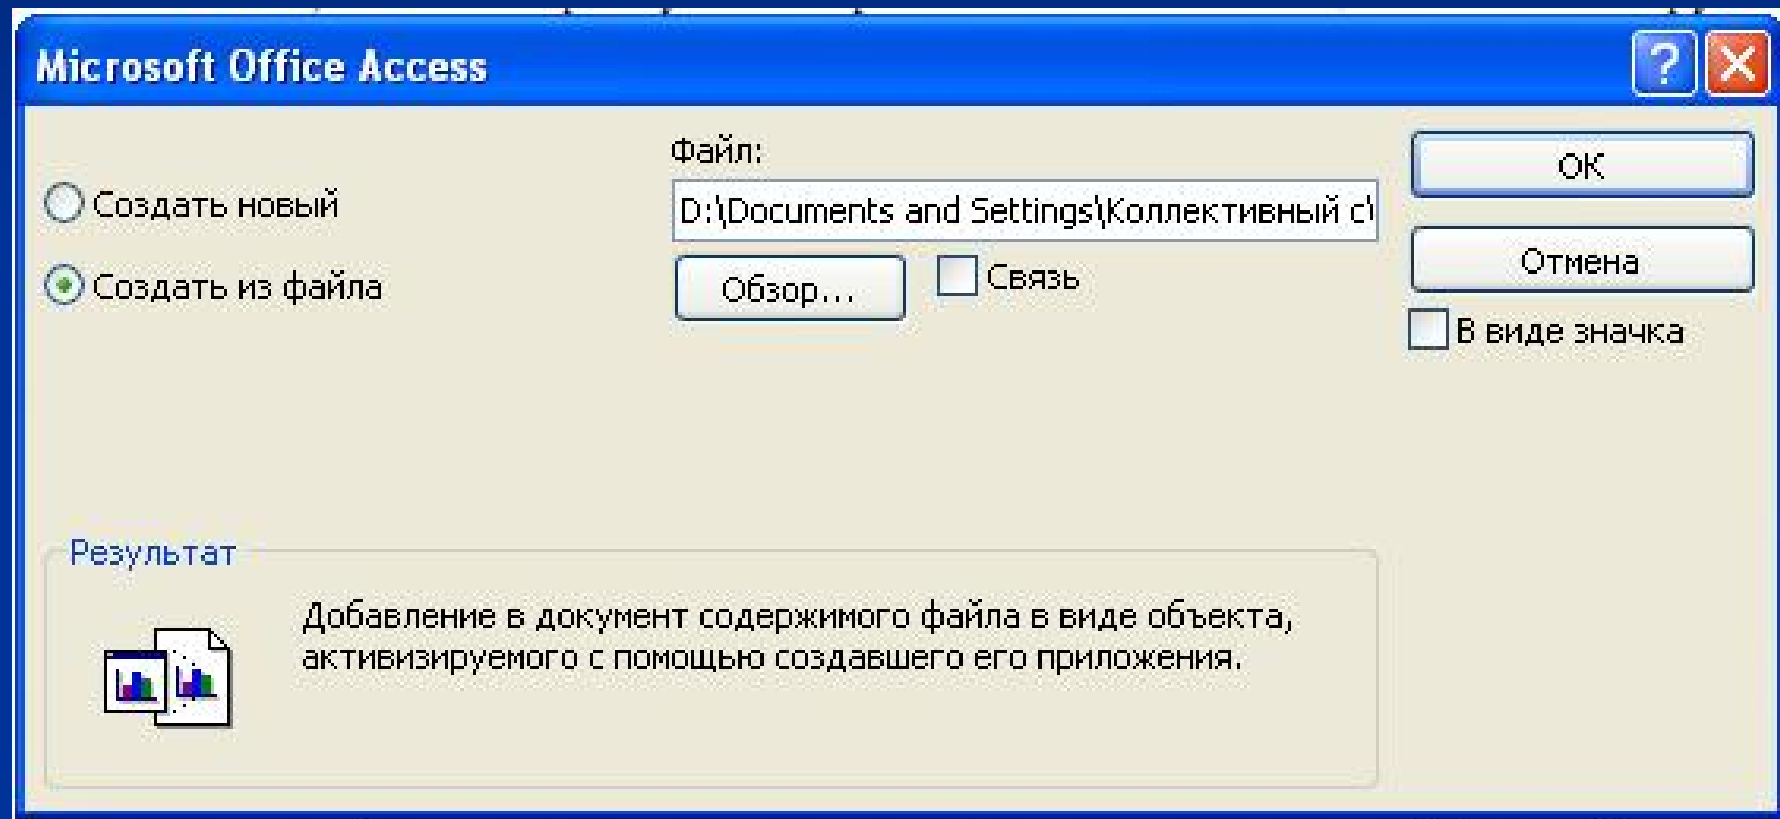 Microsoft Office Access
Файл:
Создать новый
D:\Documents and Settings\Коллективный с\
ОК
Отмена
Создать из файла
Обзор...
Связь
В виде значка
Результат
Добавление в документ содержимого файла в виде объекта,
активизируемого с помощью создавшего его приложения.